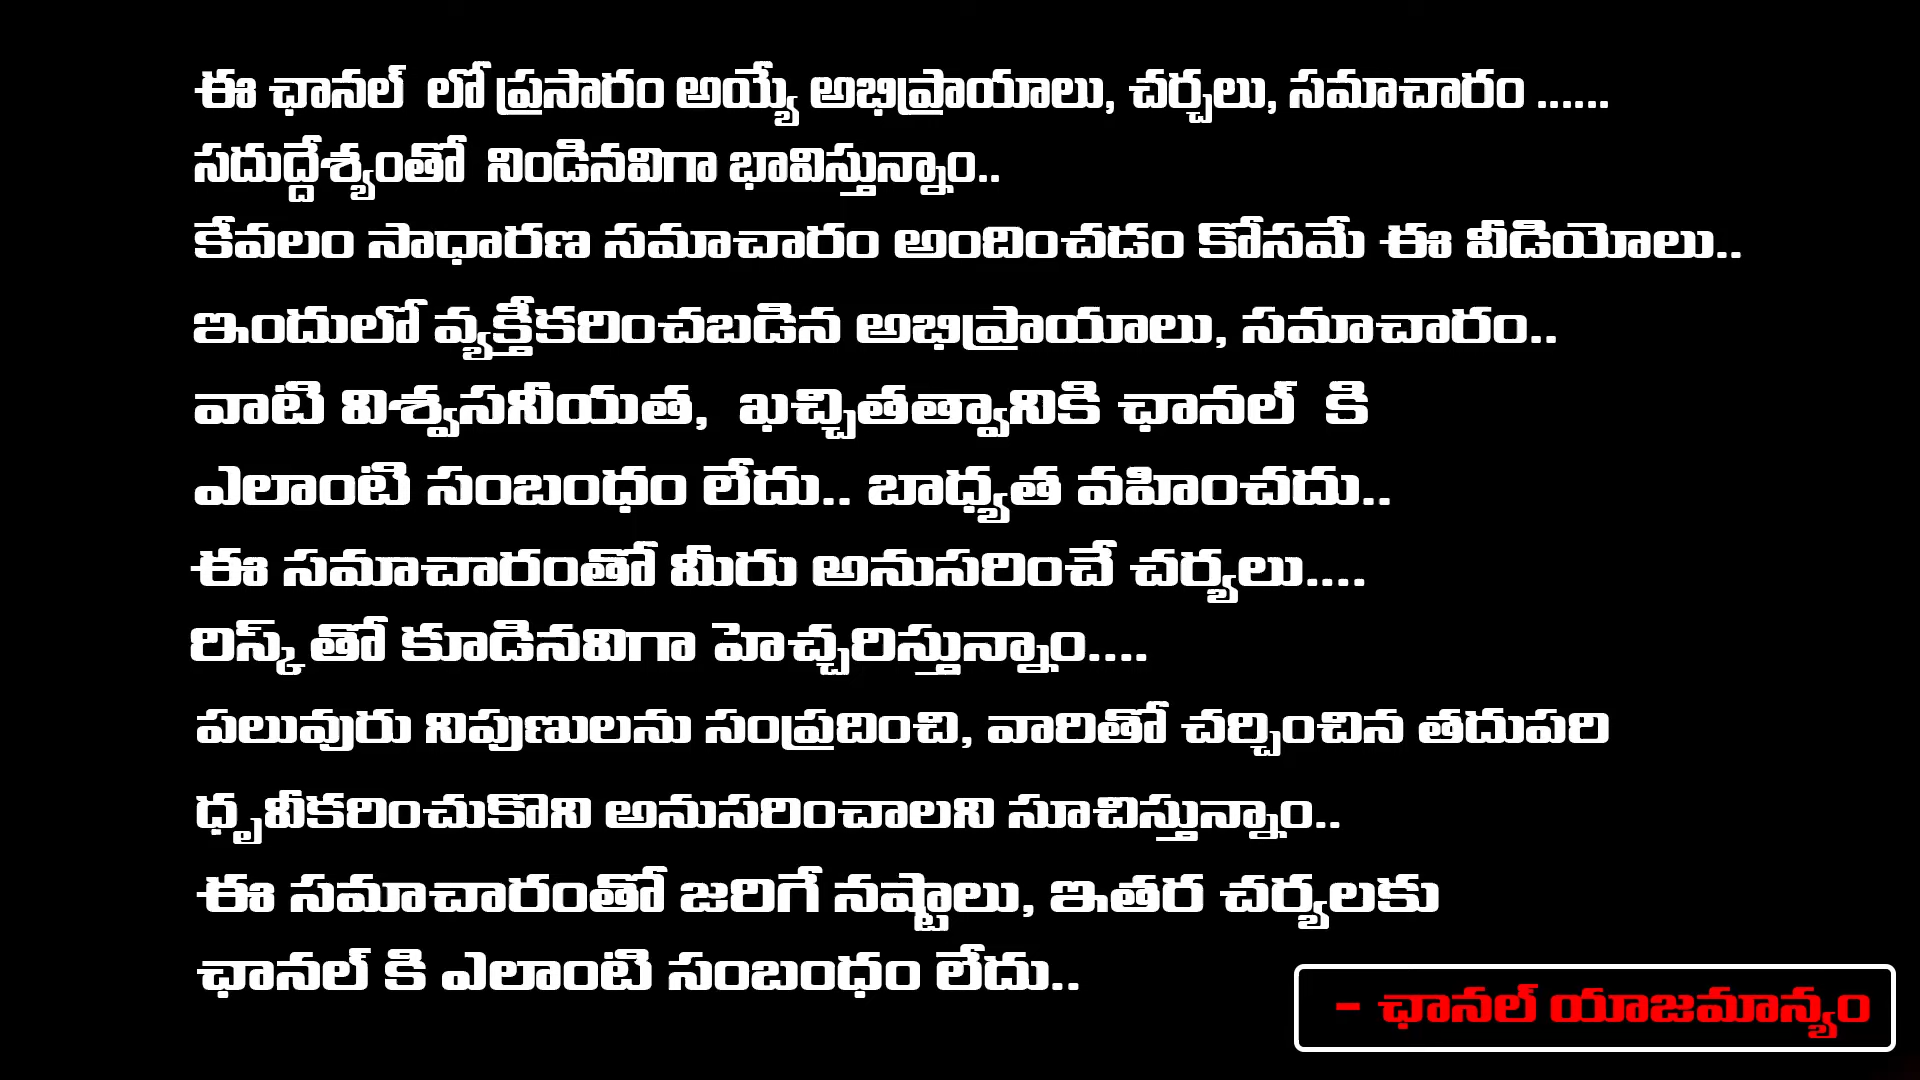 ఈ ఛానల్ లో ప్రసారం అయ్యే అభిప్రాయాలు, చర్చలు, సమాచారం ......
సదుద్దేశ్యంతో నిండినవిగా భావిస్తున్నాం..
కేవలం సాధారణ సమాచారం అందించడం కోసమే ఈ వీడియోలు..
ఇందులో వ్యక్తీకరించబడిన అభిప్రాయాలు, సమాచారం..
వాటి విశ్వసనీయత, ఖచ్చితత్వానికి ఛానల్ కి
ఎలాంటి సంబంధం లేదు.. బాధ్యత వహించదు..
ఈ సమాచారంతో మీరు అనుసరించే చర్యలు....
రిస్క్ తో కూడినవిగా హెచ్చరిస్తున్నాం....
పలువురు నిపుణులను సంప్రదించి, వారితో చర్చించిన తదుపరి
ధృవీకరించుకొని అనుసరించాలని సూచిస్తున్నాం..
ఈ సమాచారంతో జరిగే నష్టాలు, ఇతర చర్యలకు
ఛానల్ కి ఎలాంటి సంబంధం లేదు..
- ఛానల్ యాజమాన్యం